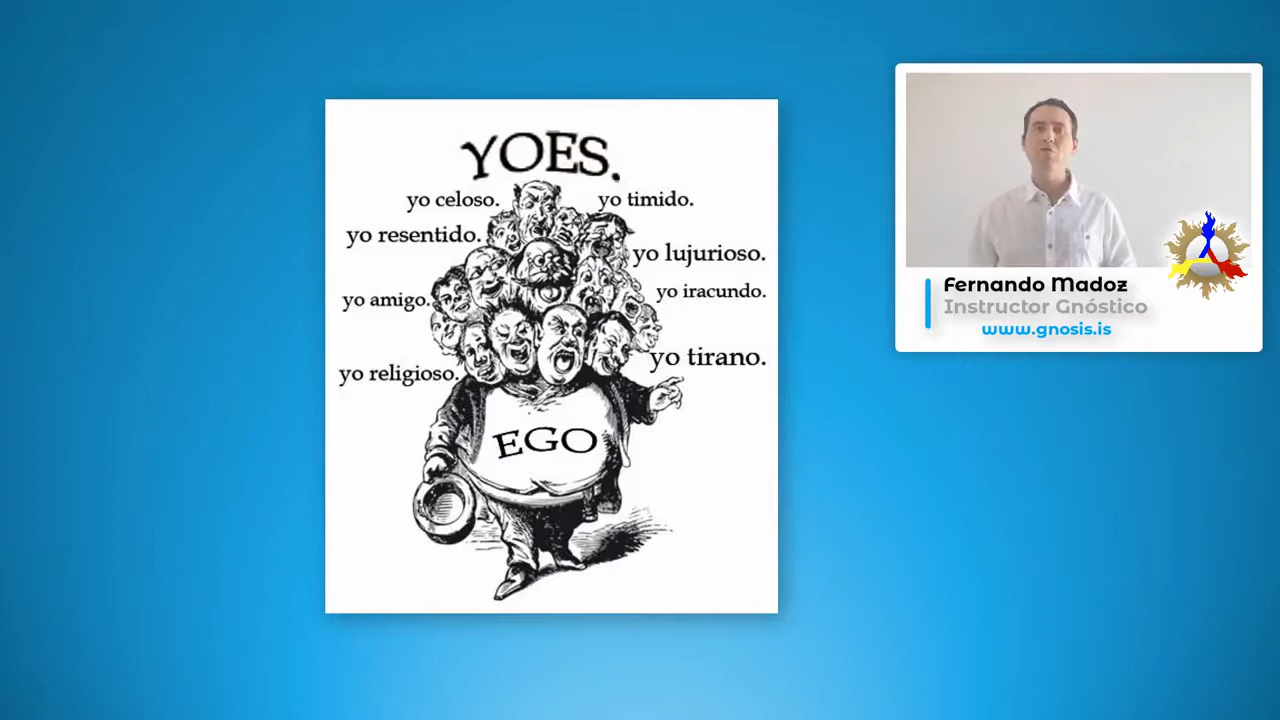 YOES.
yo celoso.
yo timido.
yo resentido.
yo lujurioso.
yo amigo.
yo iracundo.
yo religioso.
yo tirano.
EGO
Fernando Madoz
Instructor Gnóstico
www.gnosis.is